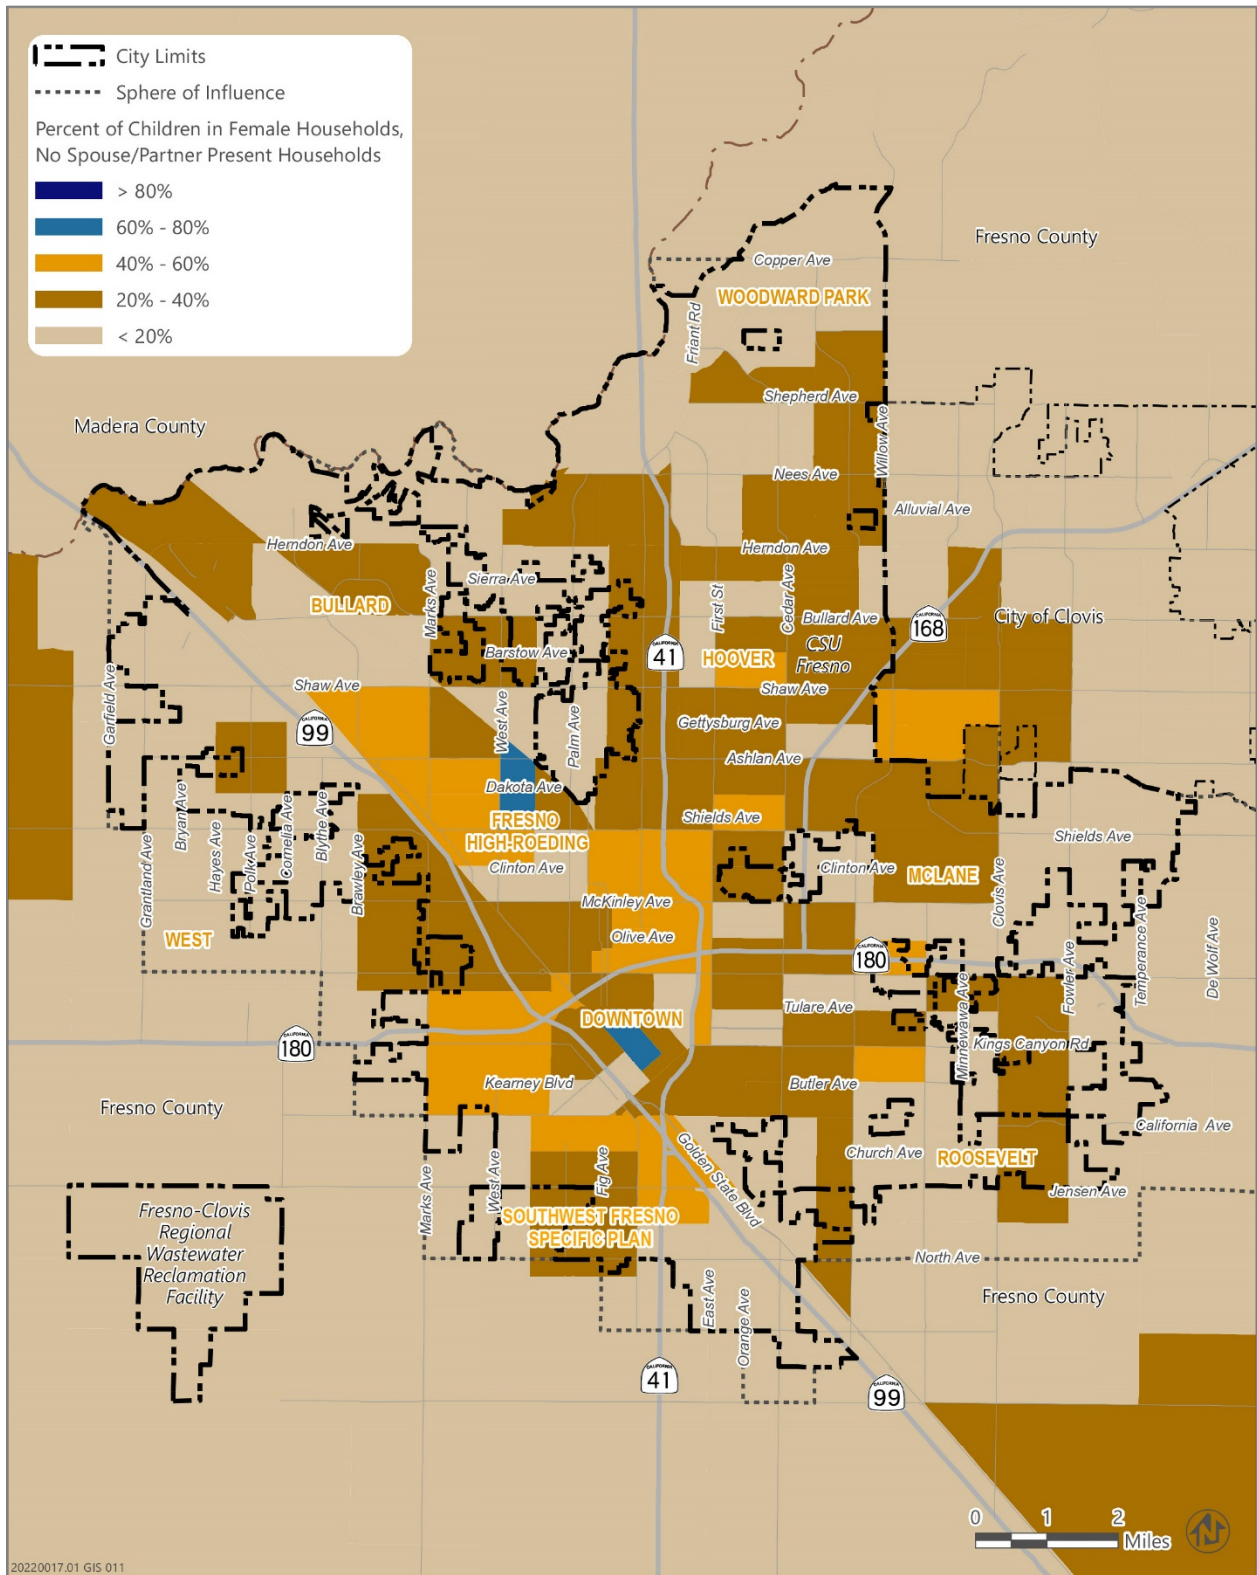 City Limits
Sphere of Influence
Percent of Children in Female Households,
No Spouse/Partner Present Households
> 80%
60% - 80%
40% - 60%
20% - 40%
< 20%
Fresno County
Copper Ave
WOODWARD PARK
Friant Rd
Shepherd Ave
Willow Ave
Madera County
Nees Ave
Alluvial Ave
Herndon Ave
Herndon Ave
Sierra Ave
Marks Ave
BULLARD
First St
Cedar Ave
Bullard Ave
CALIFORNIA
168
City of Clovis
Barstow Ave
CALIFORNIA
41
HOOVER
CSU
Fresno
Garfield Ave
Shaw Ave
Shaw Ave
CALIFORNIA
99
West Ave
Palm Ave
Gettysburg Ave
Ashlan Ave
Dakota Ave
Bryan Ave
Cornelia Ave
Blythe Ave
FRESNO
HIGH-ROEDING
Shields Ave
Shields Ave
Grantland Ave
Hayes Ave
Polk Ave
Brawley Ave
Clinton Ave
Clinton Ave
MCLANE
Clovis Ave
McKinley Ave
WEST
Olive Ave
CALIFORNIA
180
Fowler Ave
Temperance Ave
De Wolf Ave
Tulare Ave
DOWNTOWN
CALIFORNIA
180
Minnewawa Ave
Kings Canyon Rd
Kearney Blvd
Butler Ave
Fresno County
California Ave
Golden State Blvd
Church Ave
ROOSEVELT
Marks Ave
West Ave
Fig Ave
Jensen Ave
Fresno-Clovis
Regional
Wastewater
Reclamation
Facility
SOUTHWEST FRESNO
SPECIFIC PLAN
North Ave
East Ave
Orange Ave
Fresno County
CALIFORNIA
41
CALIFORNIA
99
0 1 2
Miles
N
20220017.01 GIS 011